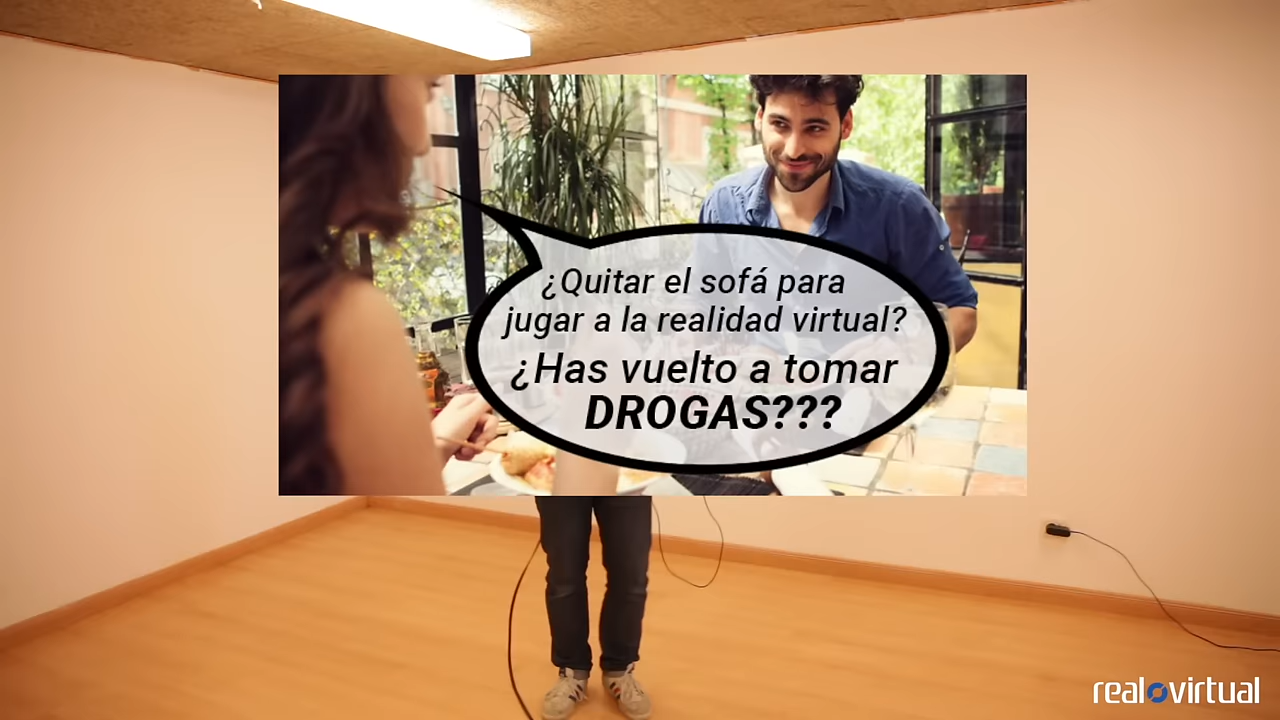 ¿Quitar el sofá para
jugar a la realidad virtual?
¿Has vuelto a tomar
DROGAS???
realovirtual